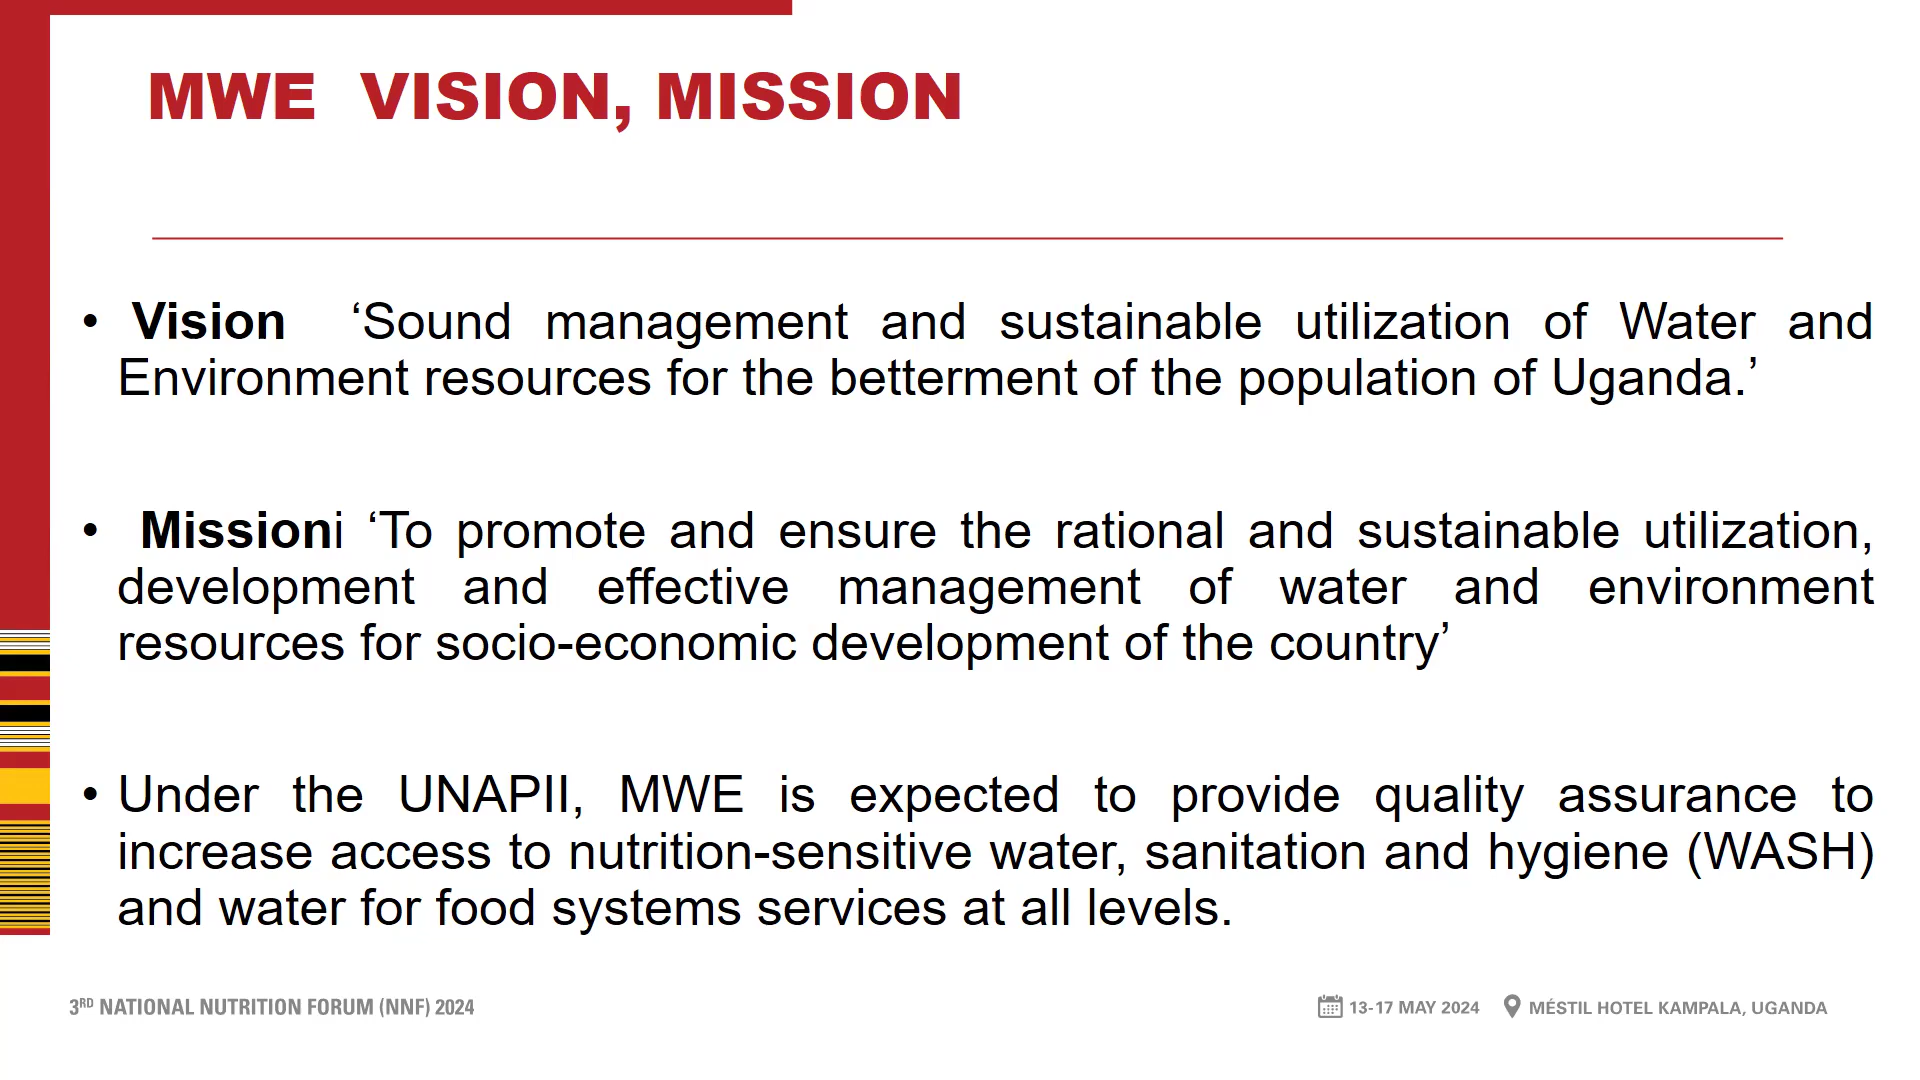 MWE  VISION, MISSION
• Vision  ‘Sound management and sustainable utilization of Water and
Environment resources for the betterment of the population of Uganda.’
• Missioni ‘To promote and ensure the rational and sustainable utilization,
development and effective management of water and environment
resources for socio-economic development of the country’
• Under the UNAPII, MWE is expected to provide quality assurance to
increase access to nutrition-sensitive water, sanitation and hygiene (WASH)
and water for food systems services at all levels.
3RD NATIONAL NUTRITION FORUM (NNF) 2024
13-17 MAY 2024
MÉSTIL HOTEL KAMPALA, UGANDA